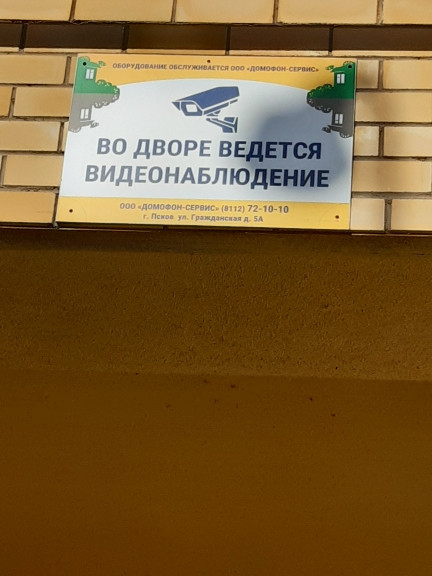 ОБОРУДОВАНИЕ ОБСЛУЖИВАЕТСЯ ООО «ДОМОФОН-СЕРВИС»
ВО ДВОРЕ ВЕДЕТСЯ
ВИДЕОНАБЛЮДЕНИЕ
ООО «ДОМОФОН-СЕРВИС» (8112) 72-10-10
г. Псков ул. Гражданская д. 5А